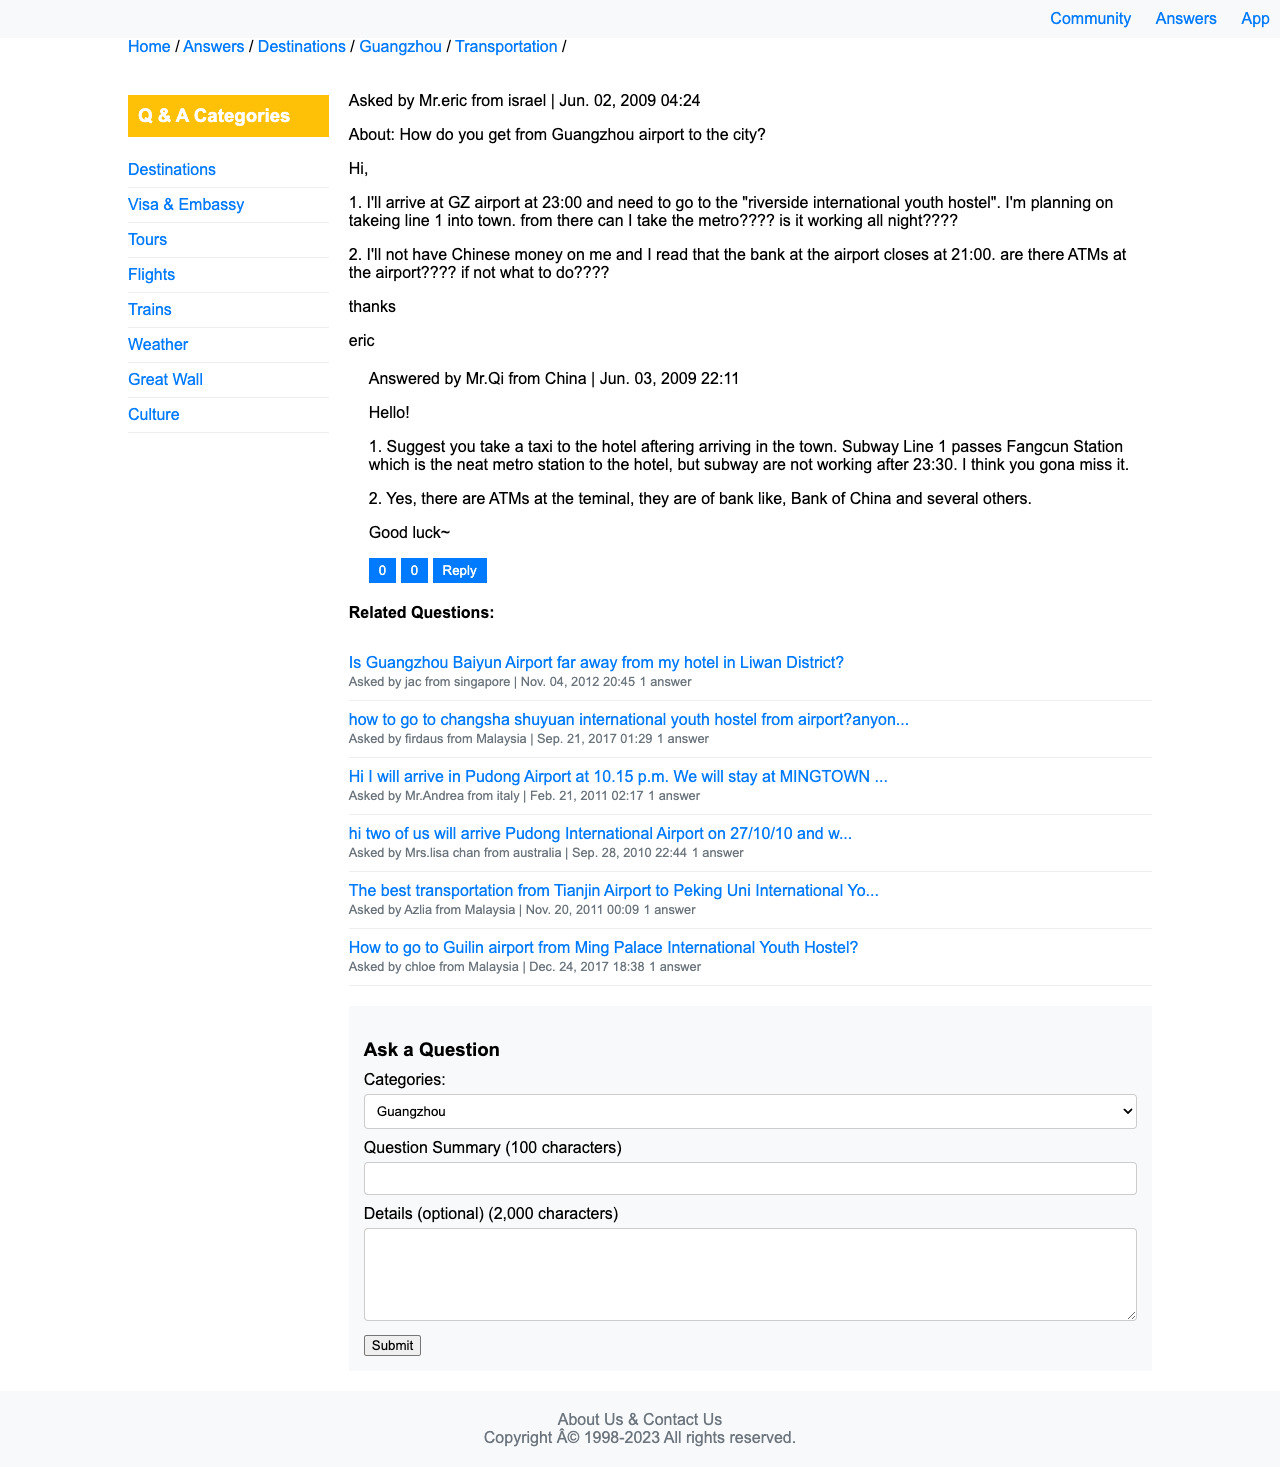 Community Answers App
Home / Answers / Destinations / Guangzhou / Transportation /
Q & A Categories
Destinations
Visa & Embassy
Tours
Flights
Trains
Weather
Great Wall
Culture
Asked by Mr.eric from israel | Jun. 02, 2009 04:24
About: How do you get from Guangzhou airport to the city?
Hi,
1. I'll arrive at GZ airport at 23:00 and need to go to the "riverside international youth hostel". I'm planning on
takeing line 1 into town. from there can I take the metro???? is it working all night????
2. I'll not have Chinese money on me and I read that the bank at the airport closes at 21:00. are there ATMs at
the airport???? if not what to do????
thanks
eric
Answered by Mr.Qi from China | Jun. 03, 2009 22:11
Hello!
1. Suggest you take a taxi to the hotel aftering arriving in the town. Subway Line 1 passes Fangcun Station
which is the neat metro station to the hotel, but subway are not working after 23:30. I think you gona miss it.
2. Yes, there are ATMs at the teminal, they are of bank like, Bank of China and several others.
Good luck~
0 0 Reply
Related Questions:
Is Guangzhou Baiyun Airport far away from my hotel in Liwan District?
Asked by jac from singapore | Nov. 04, 2012 20:45 1 answer
how to go to changsha shuyuan international youth hostel from airport?anyon...
Asked by firdaus from Malaysia | Sep. 21, 2017 01:29 1 answer
Hi I will arrive in Pudong Airport at 10.15 p.m. We will stay at MINGTOWN ...
Asked by Mr.Andrea from italy | Feb. 21, 2011 02:17 1 answer
hi two of us will arrive Pudong International Airport on 27/10/10 and w...
Asked by Mrs.lisa chan from australia | Sep. 28, 2010 22:44 1 answer
The best transportation from Tianjin Airport to Peking Uni International Yo...
Asked by Azlia from Malaysia | Nov. 20, 2011 00:09 1 answer
How to go to Guilin airport from Ming Palace International Youth Hostel?
Asked by chloe from Malaysia | Dec. 24, 2017 18:38 1 answer
Ask a Question
Categories:
Guangzhou
Question Summary (100 characters)
Details (optional) (2,000 characters)
Submit
About Us & Contact Us
Copyright Â© 1998-2023 All rights reserved.